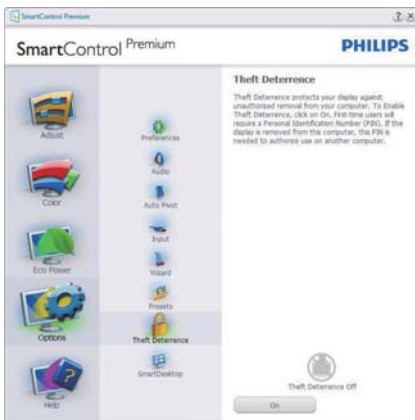 SmartControl Premium
SmartControl Premium
PHILIPS
Adjust
Color
Eco Power
Options
Help
Preferences
Audio
Auto Pivot
Input
Wizard
Presets
Theft Deterrence
SmartDesktop
Theft Deterrence
Theft Deterrence protects your display against
unauthorized removal from your computer. To Enable
Theft Deterrence, click on On. First-time users will
require a Personal Identification Number (PIN). If the
display is removed from this computer, this PIN is
needed to authorize use on another computer.
Theft Deterrence Off
On